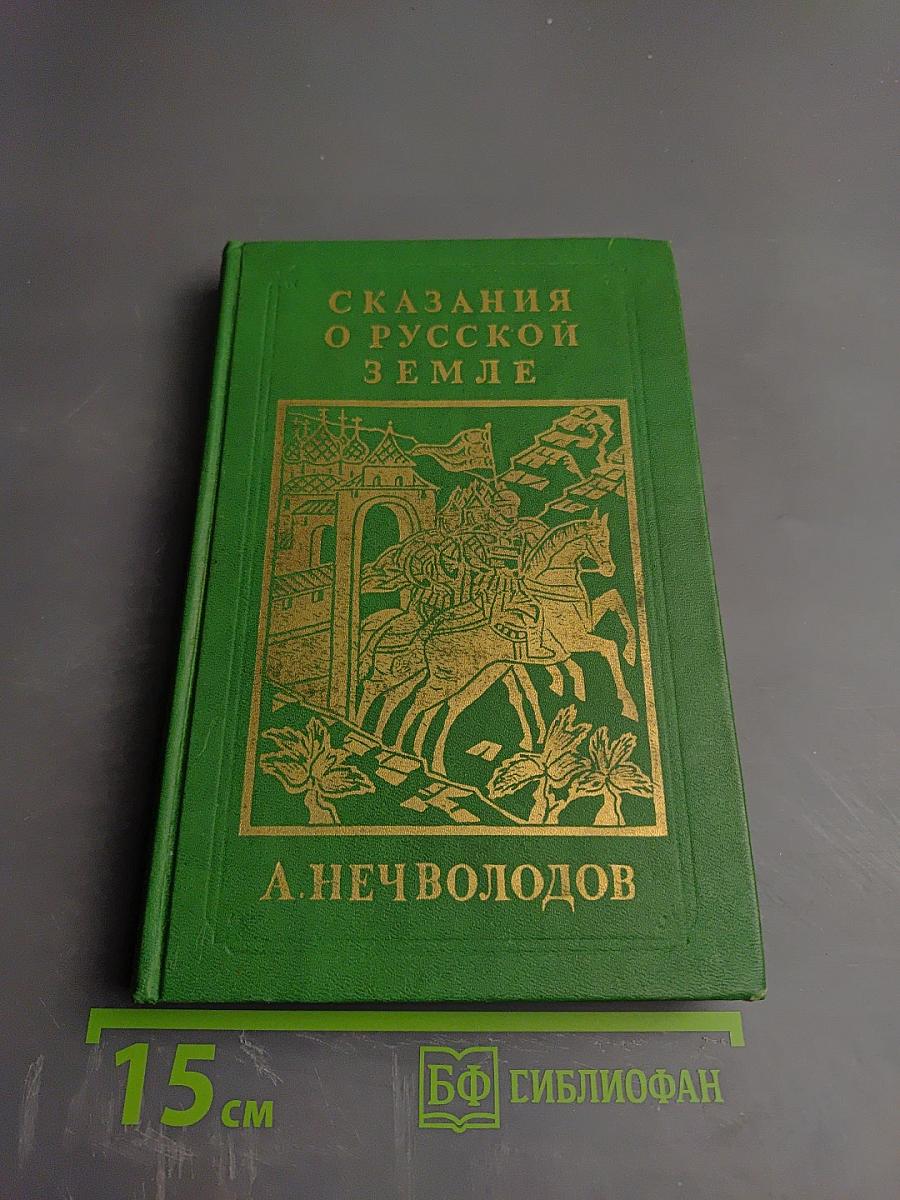 СКАЗАНИЯ
О РУССКОЙ
ЗЕМЛЕ
А.НЕЧВОЛОДОВ
15 см
БФ БИБЛИОФАН